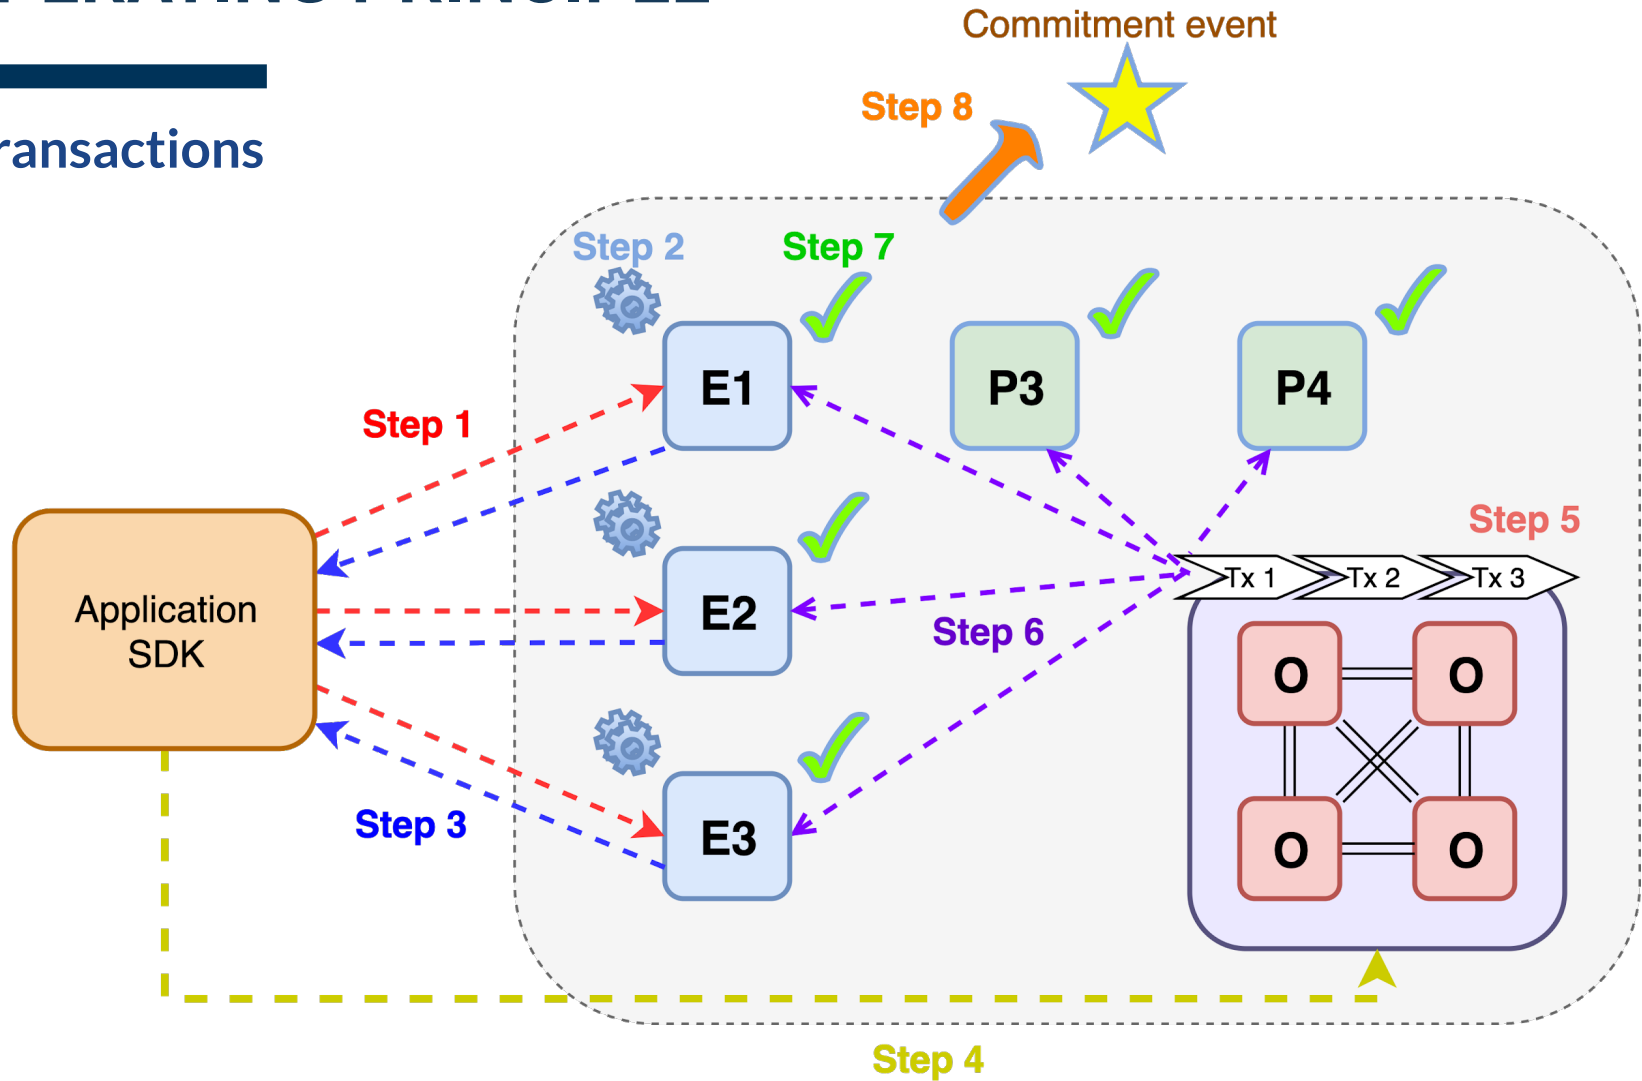 Commitment event
Step 8
ransactions
Step 2
Step 7
E1
P3
P4
Step 1
Step 5
Tx 1
Tx 2
Tx 3
Application
SDK
E2
Step 6
O
O
Step 3
E3
O
O
Step 4